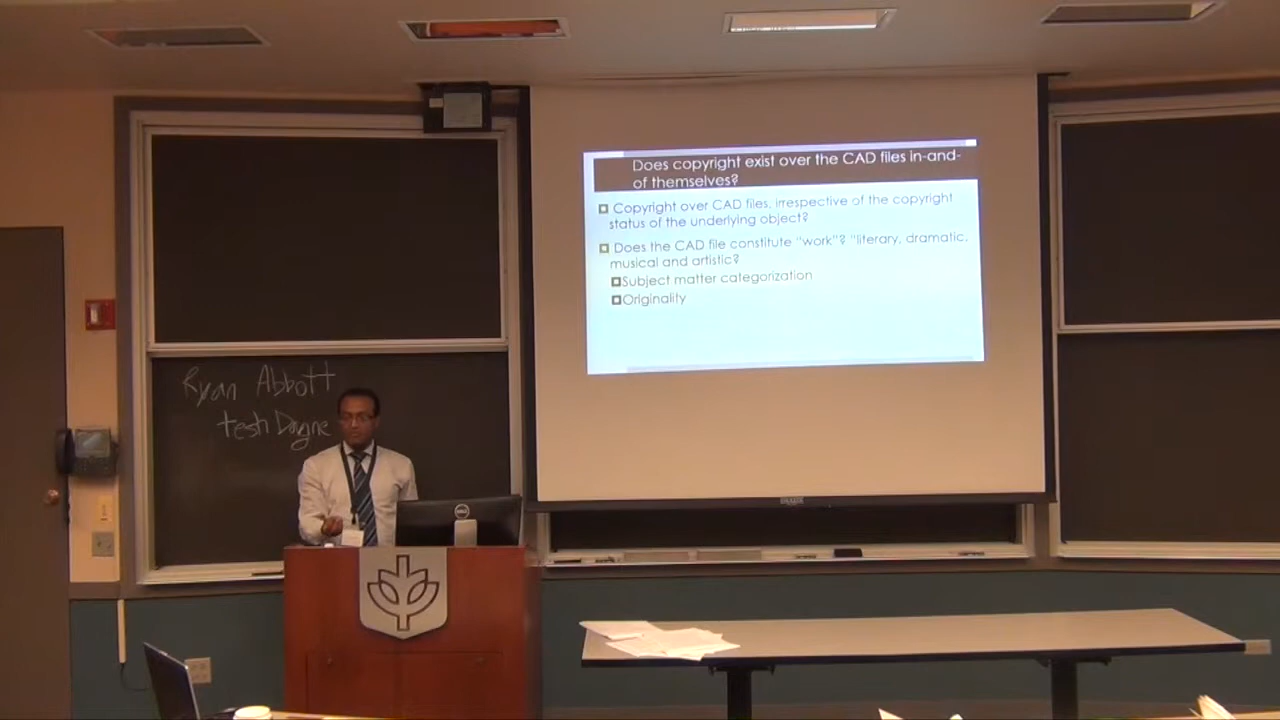 Does copyright exist over the CAD files in-and-
of themselves?
Copyright over CAD files, irrespective of the copyright
status of the underlying object?
Does the CAD file constitute "work"? "literary, dramatic,
musical and artistic?
Subject matter categorization
Originality
Ryan Abbott
tesh Dagne
DELL